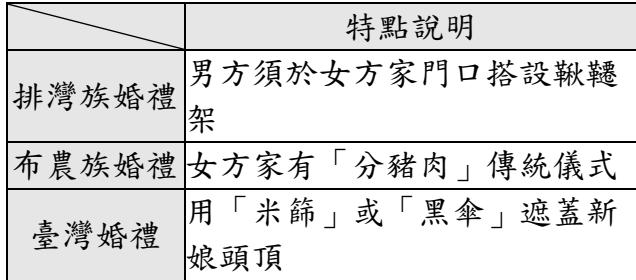 特點說明
排灣族婚禮
男方須於女方家門口搭設鞦韆
架
布農族婚禮
女方家有「分豬肉」傳統儀式
臺灣婚禮
用「米篩」或「黑傘」遮蓋新
娘頭頂